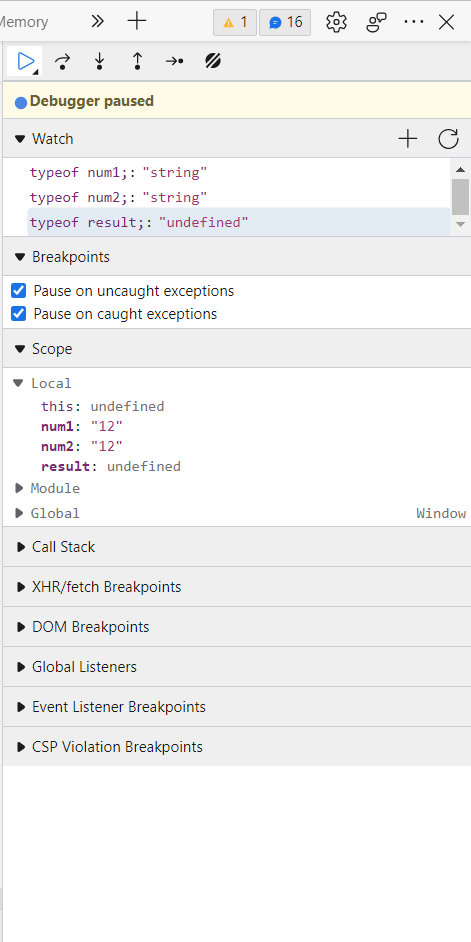 Memory 1 16
Debugger paused
Watch
typeof num1;: "string"
typeof num2;: "string"
typeof result;: "undefined"
Breakpoints
Pause on uncaught exceptions
Pause on caught exceptions
Scope
Local
this: undefined
num1: "12"
num2: "12"
result: undefined
Module
Global Window
Call Stack
XHR/fetch Breakpoints
DOM Breakpoints
Global Listeners
Event Listener Breakpoints
CSP Violation Breakpoints